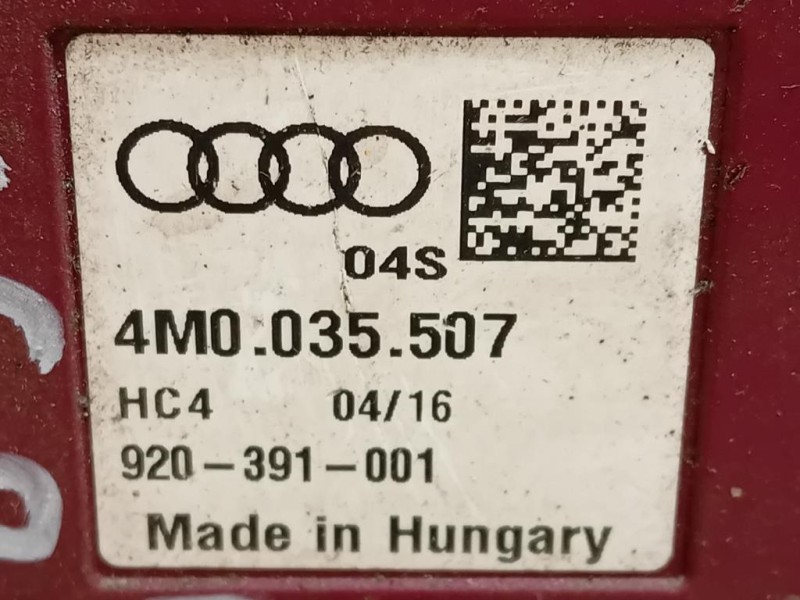 04S
4M0.035.507
HC4 04/16
920-391-001
Made in Hungary